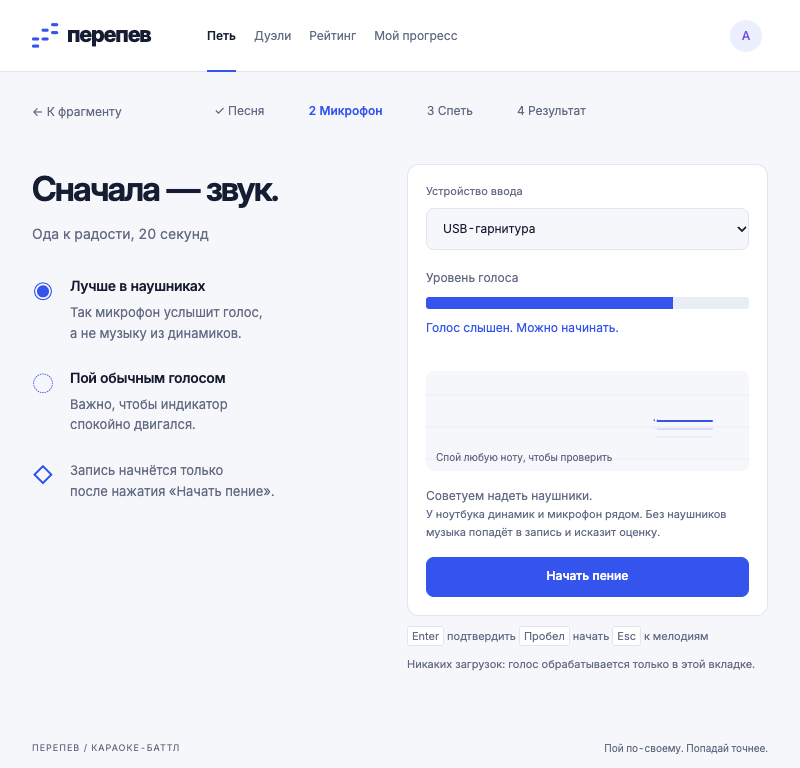 перепев
Петь
Дуэли
Рейтинг
Мой прогресс
А
← К фрагменту
✓ Песня
2 Микрофон
3 Спеть
4 Результат
Сначала — звук.
Ода к радости, 20 секунд
Лучше в наушниках
Так микрофон услышит голос,
а не музыку из динамиков.
Пой обычным голосом
Важно, чтобы индикатор
спокойно двигался.
Запись начнётся только
после нажатия «Начать пение».
Устройство ввода
USB-гарнитура
Уровень голоса
Голос слышен. Можно начинать.
Спой любую ноту, чтобы проверить
Советуем надеть наушники.
У ноутбука динамик и микрофон рядом. Без наушников
музыка попадёт в запись и исказит оценку.
Начать пение
Enter подтвердить Пробел начать Esc к мелодиям
Никаких загрузок: голос обрабатывается только в этой вкладке.
ПЕРЕПЕВ / КАРАОКЕ-БАТТЛ
Пой по-своему. Попадай точнее.